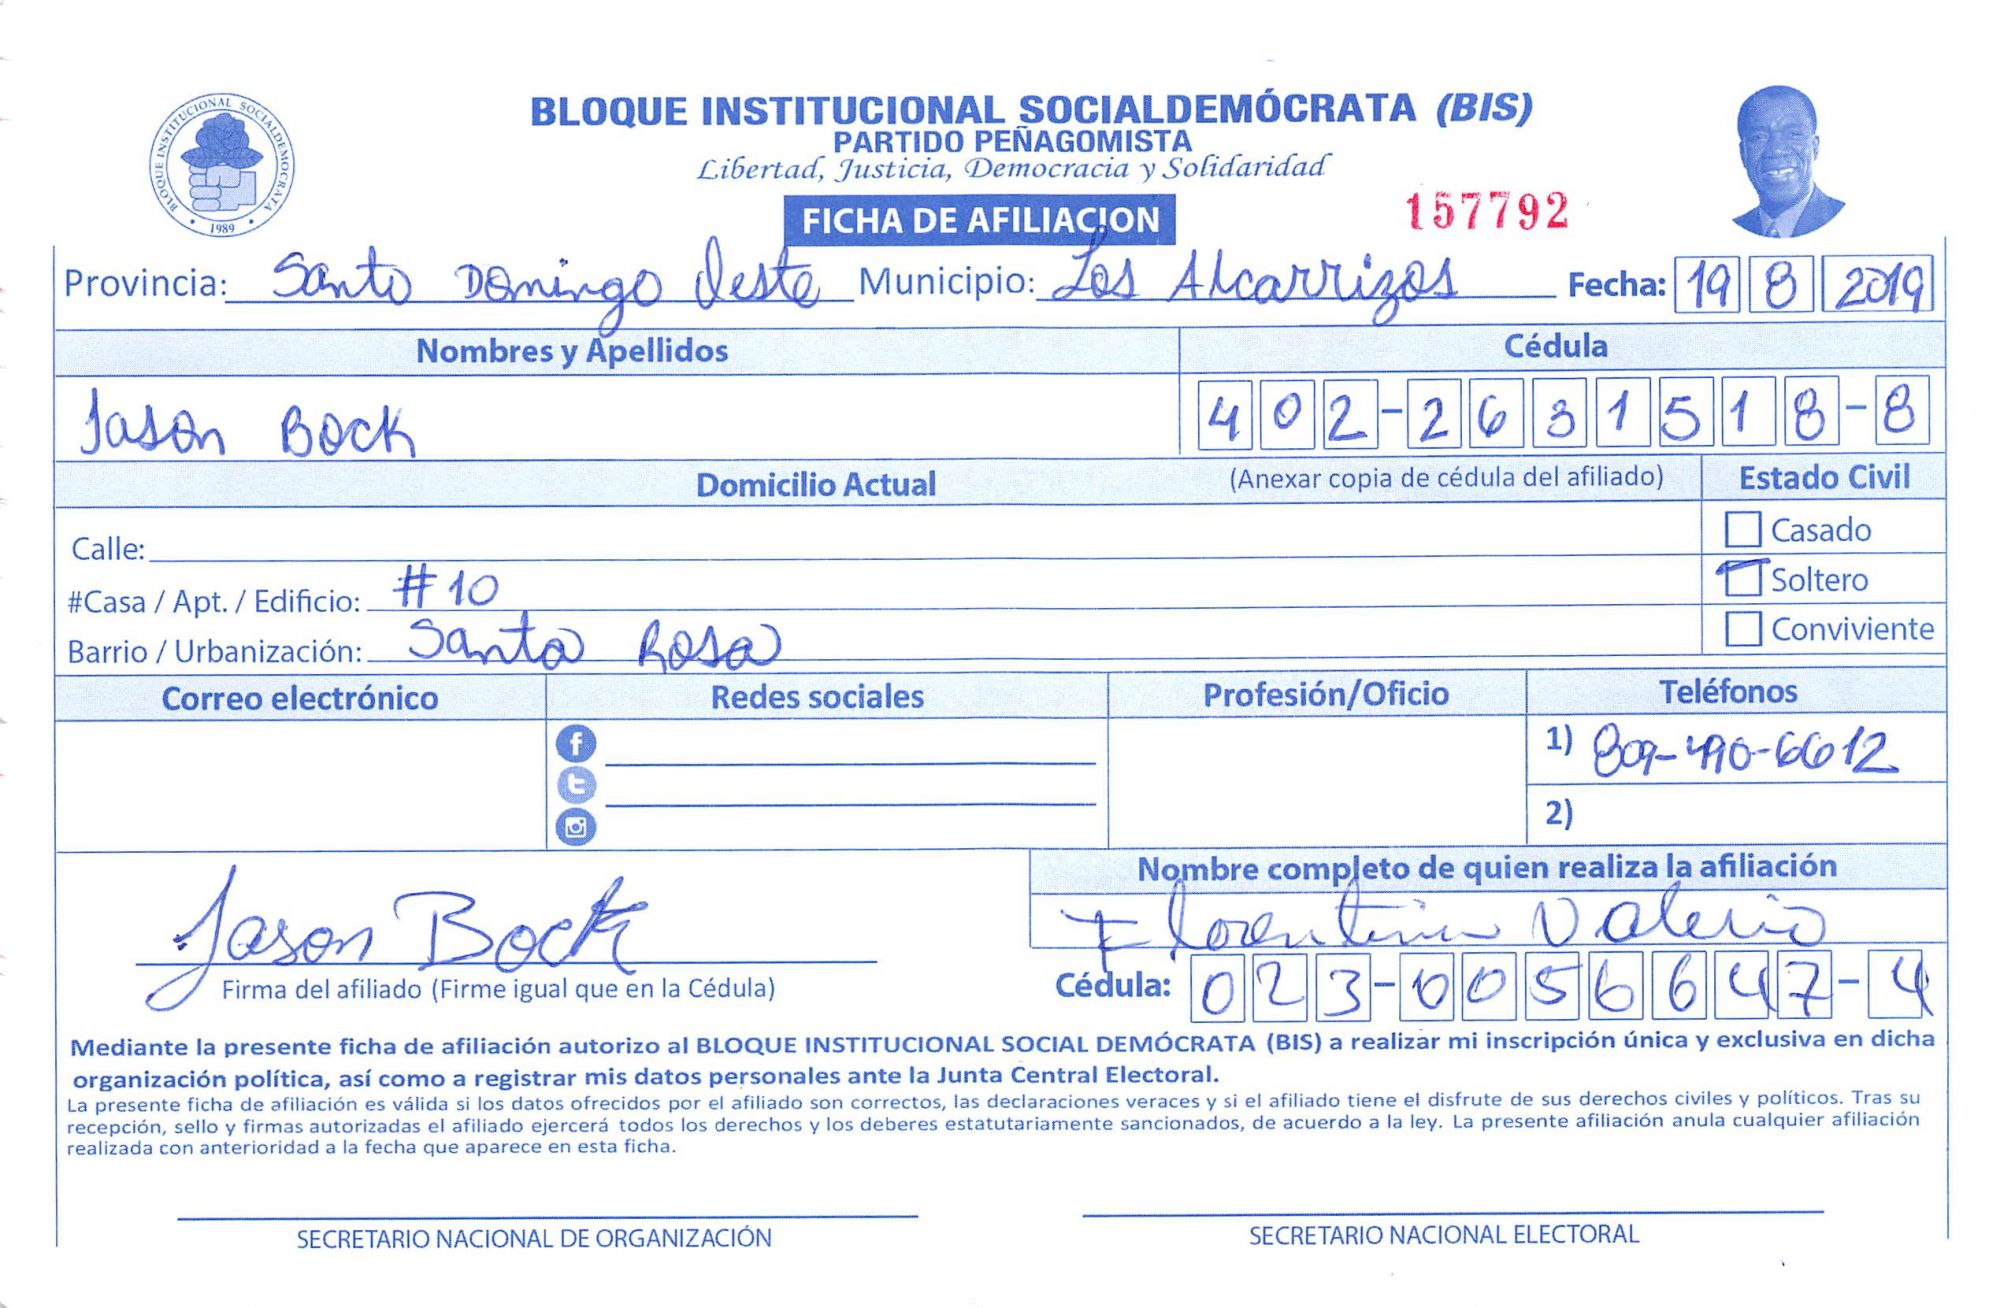 BLOQUE INSTITUCIONAL SOCIALDEMOCRATA
1989
BLOQUE INSTITUCIONAL SOCIALDEMÓCRATA (BIS)
PARTIDO PEÑAGOMISTA
Libertad, Justicia, Democracia y Solidaridad
FICHA DE AFILIACION
157792
Provincia: Santo Domingo Oeste Municipio: Los Alcarrizos Fecha: 19 8 2019
Nombres y Apellidos Cédula
Jason Bock 402-2631518-8
Domicilio Actual (Anexar copia de cédula del afiliado) Estado Civil
Casado
Calle:
Soltero
#Casa / Apt. / Edificio: #10
Conviviente
Barrio / Urbanización: Santa Rosa
Correo electrónico Redes sociales Profesión/Oficio Teléfonos
1) 809-490-6612
2)
Nombre completo de quien realiza la afiliación
Jason Bock Florentino Valerio
Firma del afiliado (Firme igual que en la Cédula) Cédula: 023-0056647-4
Mediante la presente ficha de afiliación autorizo al BLOQUE INSTITUCIONAL SOCIAL DEMÓCRATA (BIS) a realizar mi inscripción única y exclusiva en dicha
organización política, así como a registrar mis datos personales ante la Junta Central Electoral.
La presente ficha de afiliación es válida si los datos ofrecidos por el afiliado son correctos, las declaraciones veraces y si el afiliado tiene el disfrute de sus derechos civiles y políticos. Tras su
recepción, sello y firmas autorizadas el afiliado ejercerá todos los derechos y los deberes estatutariamente sancionados, de acuerdo a la ley. La presente afiliación anula cualquier afiliación
realizada con anterioridad a la fecha que aparece en esta ficha.
SECRETARIO NACIONAL DE ORGANIZACIÓN SECRETARIO NACIONAL ELECTORAL